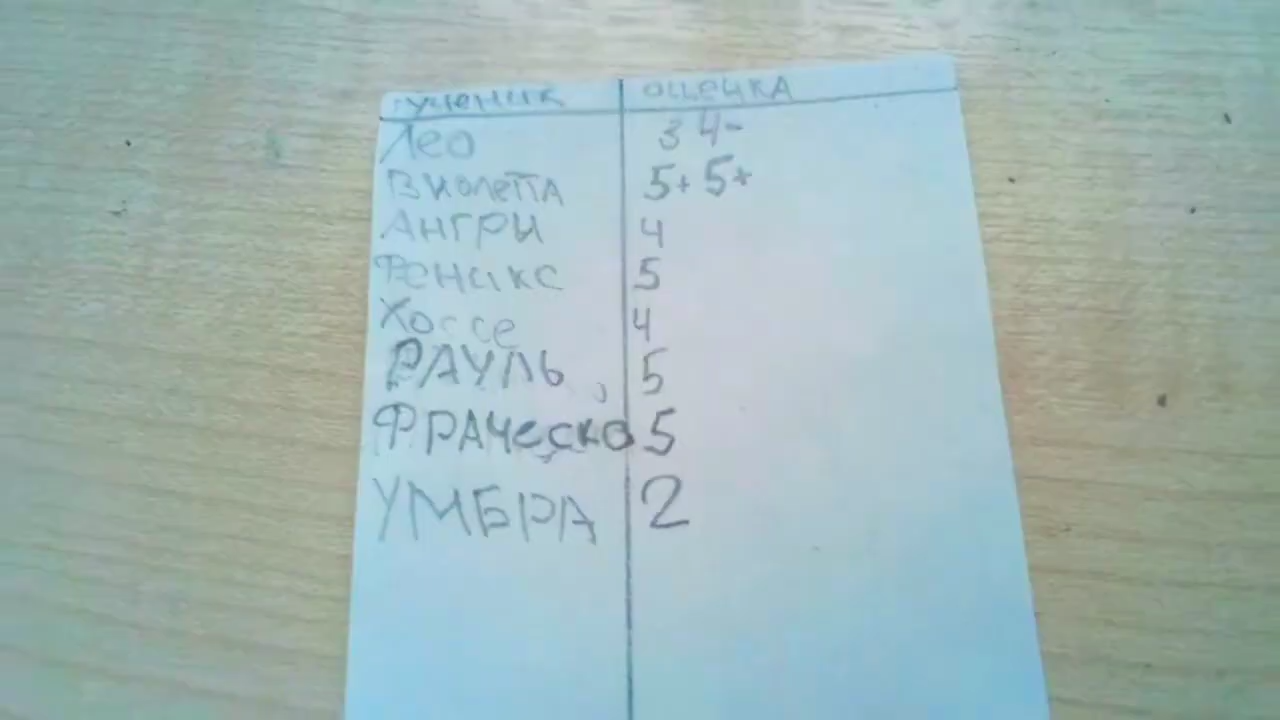 ученик оценка
Лео 3 4-
Виолетта 5+ 5+
Ангри 4
Феникс 5
Хоссе 4
РАУЛЬ 5
ФРАЧеско 5
УМБРА 2